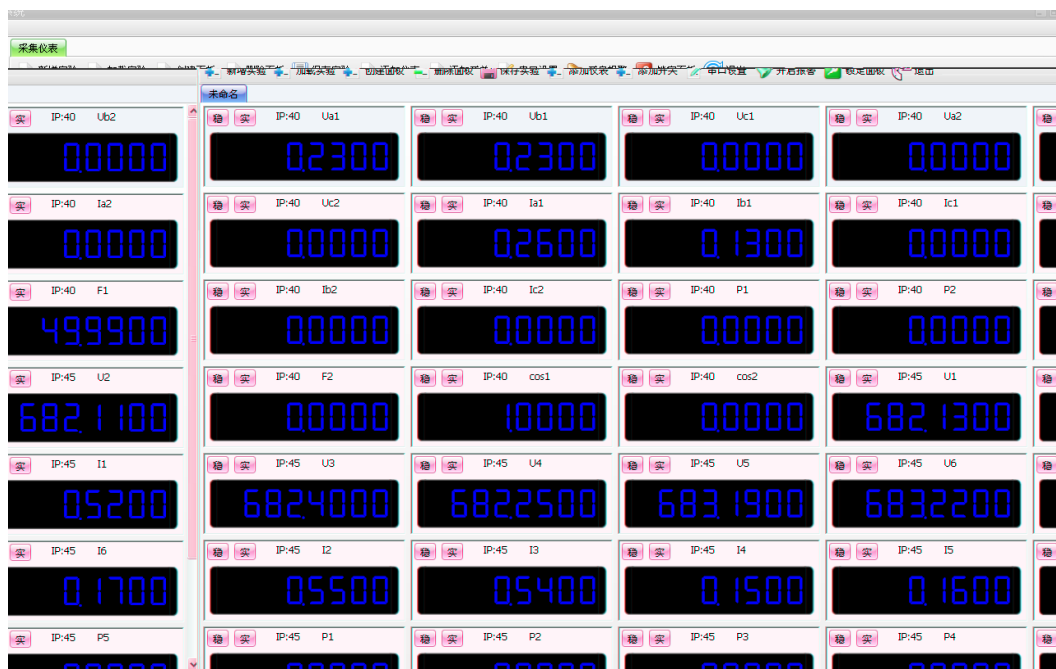 采集仪表
新增实验 加载实验 创建面板 删除面板 保存实验 添加仪表 添加开关 串口设置 开启报警 锁定面板 退出
未命名
实 IP:40 Ub2 稳 实 IP:40 Ua1 稳 实 IP:40 Ub1 稳 实 IP:40 Uc1 稳 实 IP:40 Ua2 稳
0.0000 0.2300 0.2300 0.0000 0.0000
实 IP:40 Ia2 稳 实 IP:40 Uc2 稳 实 IP:40 Ia1 稳 实 IP:40 Ib1 稳 实 IP:40 Ic1 稳
0.0000 0.0000 0.2600 0.1300 0.0000
实 IP:40 F1 稳 实 IP:40 Ib2 稳 实 IP:40 Ic2 稳 实 IP:40 P1 稳 实 IP:40 P2 稳
49.9900 0.0000 0.0000 0.0000 0.0000
实 IP:45 U2 稳 实 IP:40 F2 稳 实 IP:40 cos1 稳 实 IP:40 cos2 稳 实 IP:45 U1 稳
682.1100 0.0000 1.0000 0.0000 682.1300
实 IP:45 I1 稳 实 IP:45 U3 稳 实 IP:45 U4 稳 实 IP:45 U5 稳 实 IP:45 U6 稳
0.5200 682.4000 682.2500 683.1900 683.2200
实 IP:45 I6 稳 实 IP:45 I2 稳 实 IP:45 I3 稳 实 IP:45 I4 稳 实 IP:45 I5 稳
0.1700 0.5500 0.5400 0.1500 0.1600
实 IP:45 P5 稳 实 IP:45 P1 稳 实 IP:45 P2 稳 实 IP:45 P3 稳 实 IP:45 P4 稳